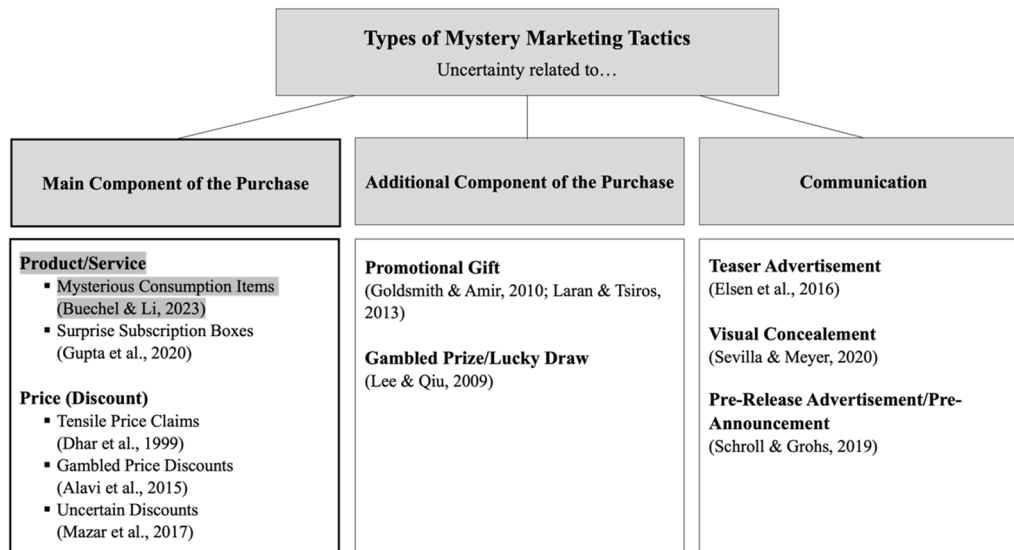 Types of Mystery Marketing Tactics
Uncertainty related to…
Main Component of the Purchase
Product/Service
▪ Mysterious Consumption Items
(Buechel & Li, 2023)
▪ Surprise Subscription Boxes
(Gupta et al., 2020)
Price (Discount)
▪ Tensile Price Claims
(Dhar et al., 1999)
▪ Gambled Price Discounts
(Alavi et al., 2015)
▪ Uncertain Discounts
(Mazar et al., 2017)
Additional Component of the Purchase
Promotional Gift
(Goldsmith & Amir, 2010; Laran & Tsiros,
2013)
Gambled Prize/Lucky Draw
(Lee & Qiu, 2009)
Communication
Teaser Advertisement
(Elsen et al., 2016)
Visual Concealement
(Sevilla & Meyer, 2020)
Pre-Release Advertisement/Pre-
Announcement
(Schroll & Grohs, 2019)